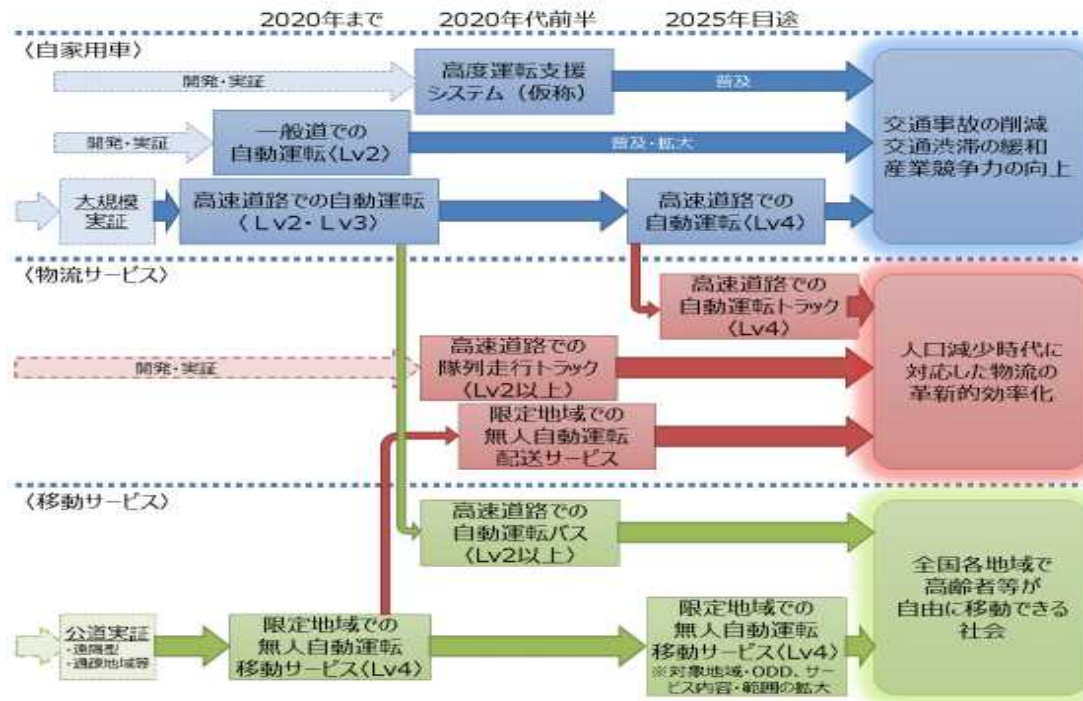 2020年まで 2020年代前半 2025年目途
〈自家用車〉
開発・実証
高度運転支援
システム（仮称）
普及
開発・実証
一般道での
自動運転（Lv2）
普及・拡大
大規模
実証
高速道路での自動運転
（Lv2・Lv3）
高速道路での
自動運転（Lv4）
交通事故の削減
交通渋滞の緩和
産業競争力の向上
〈物流サービス〉
高速道路での
自動運転トラック
（Lv4）
開発・実証
高速道路での
隊列走行トラック
（Lv2以上）
限定地域での
無人自動運転
配送サービス
人口減少時代に
対応した物流の
革新的効率化
〈移動サービス〉
高速道路での
自動運転バス
（Lv2以上）
公道実証
・遠隔型
・過疎地域等
限定地域での
無人自動運転
移動サービス（Lv4）
限定地域での
無人自動運転
移動サービス（Lv4）
※対象地域・ODD、サー
ビス内容・範囲の拡大
全国各地域で
高齢者等が
自由に移動できる
社会